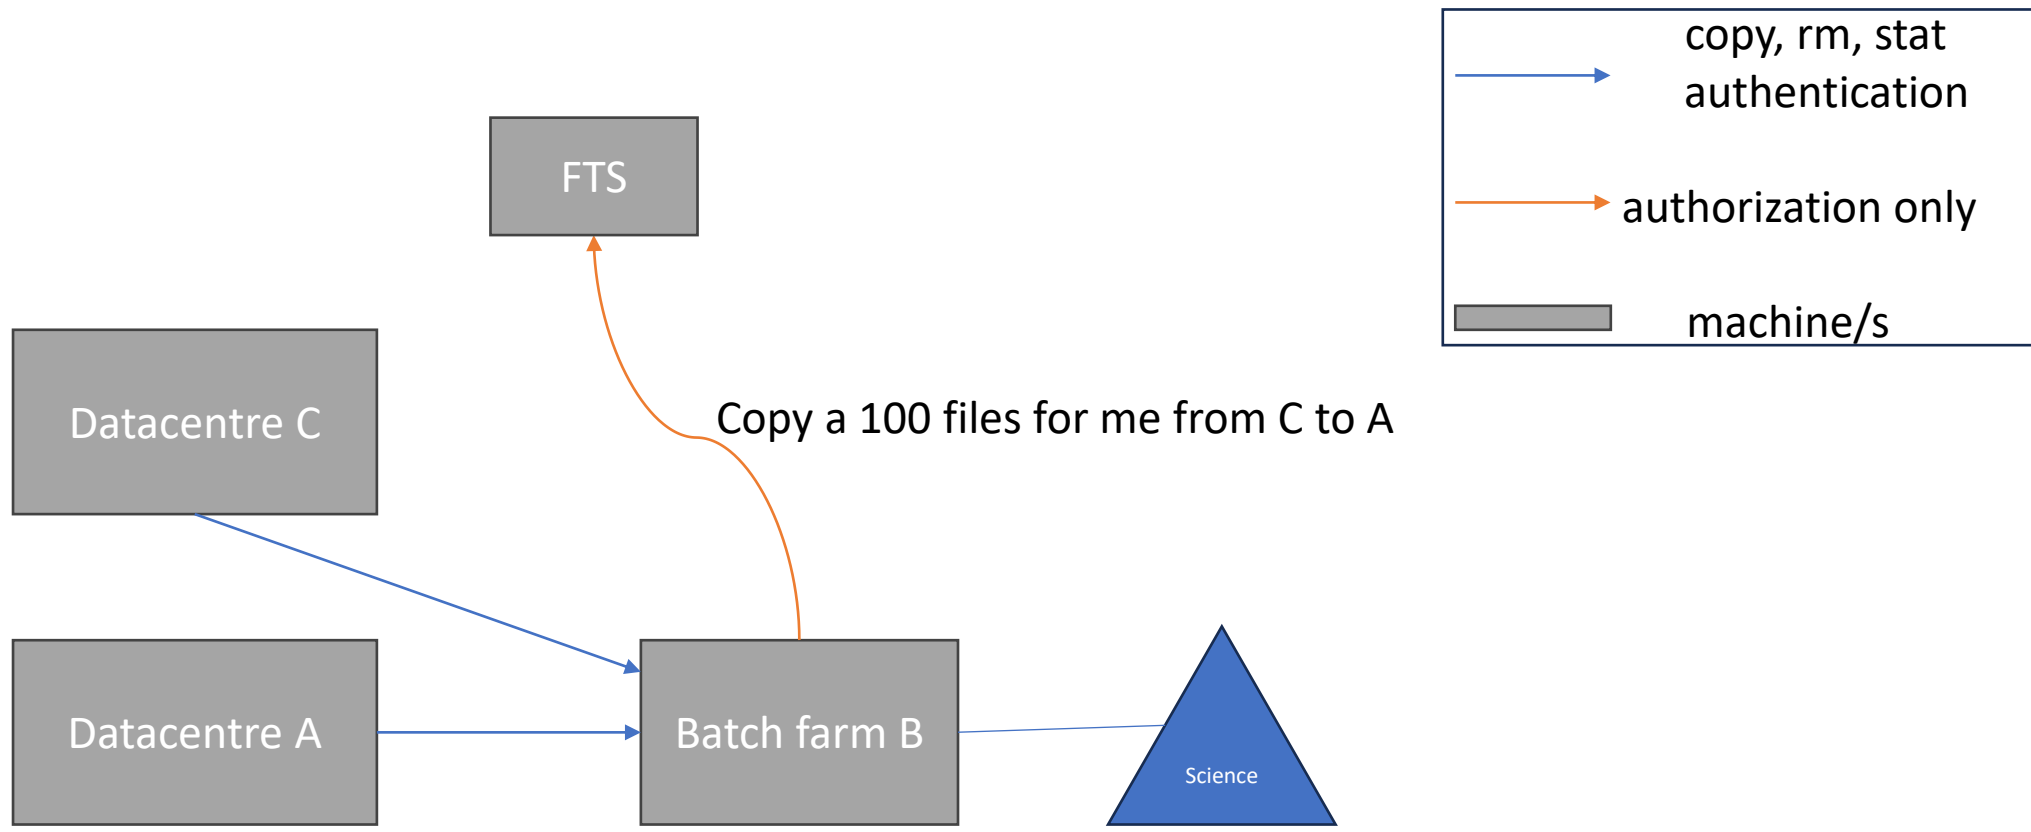 copy, rm, stat
authentication
FTS
authorization only
machine/s
Datacentre C
Copy a 100 files for me from C to A
Datacentre A
Batch farm B
Science